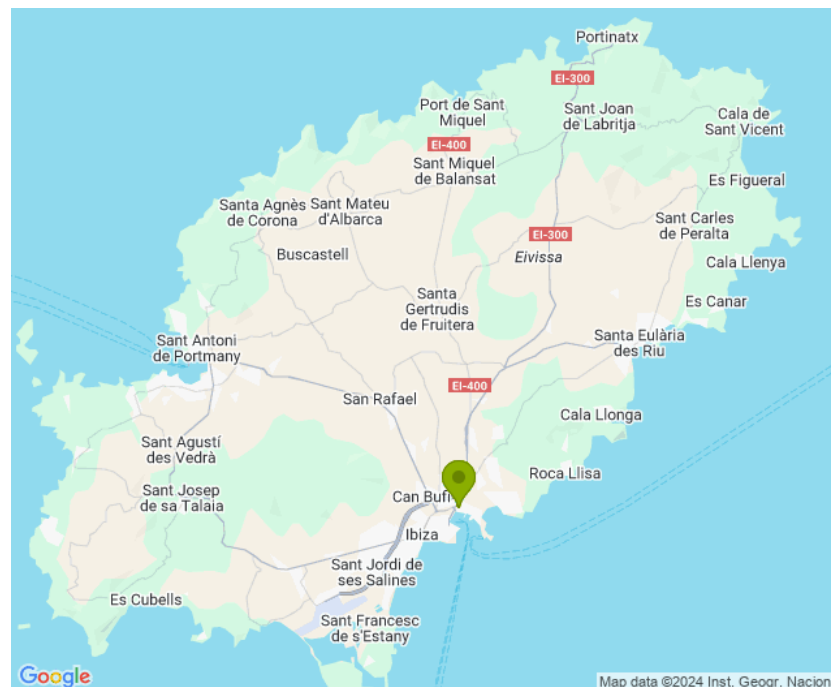 Portinatx
EI-300
Port de Sant
Miquel
Sant Joan
de Labritja
Cala de
Sant Vicent
EI-400
Sant Miquel
de Balansat
Es Figueral
Santa Agnès
de Corona
Sant Mateu
d'Albarca
Sant Carles
de Peralta
EI-300
Buscastell
Eivissa
Cala Llenya
Santa
Gertrudis
de Fruitera
Es Canar
Sant Antoni
de Portmany
Santa Eulària
des Riu
EI-400
San Rafael
Cala Llonga
Sant Agustí
des Vedrà
Roca Llisa
Sant Josep
de sa Talaia
Can Bufí
Ibiza
Sant Jordi de
ses Salines
Es Cubells
Sant Francesc
de s'Estany
Google
Map data ©2024 Inst. Geogr. Nacion